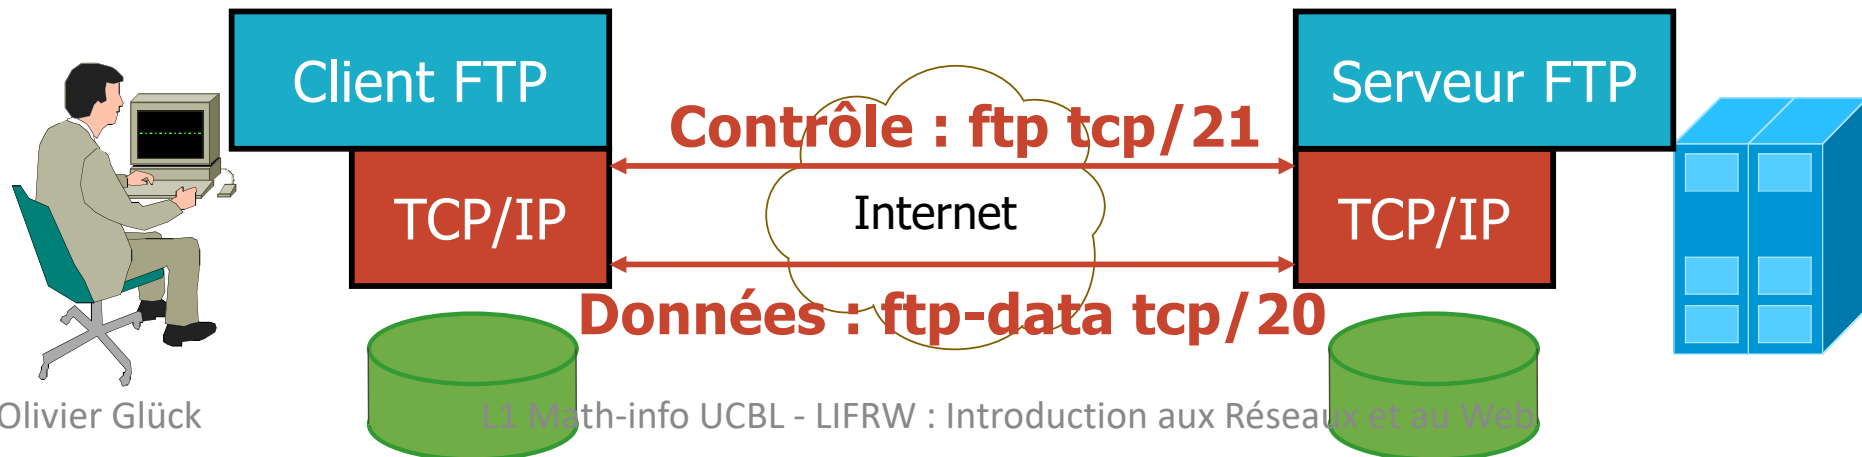 Client FTP
Serveur FTP
Contrôle : ftp tcp/21
TCP/IP
Internet
TCP/IP
Données : ftp-data tcp/20
Olivier Glück
L1 Math-info UCBL - LIFRW : Introduction aux Réseaux et au Web